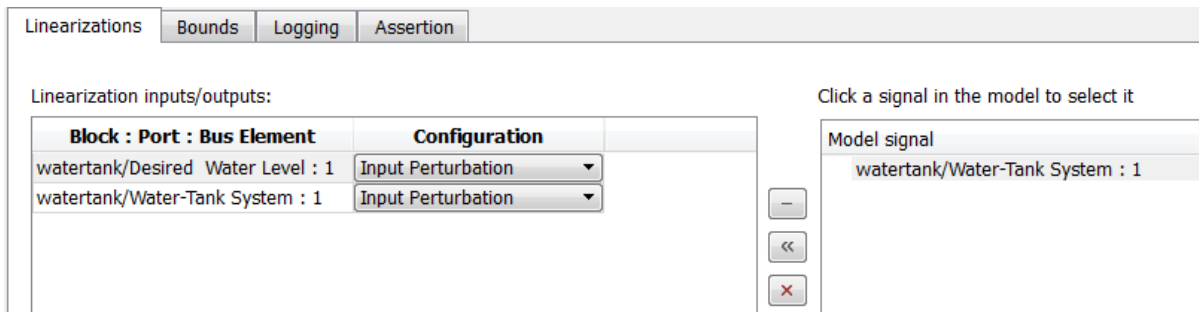 Linearizations Bounds Logging Assertion
Linearization inputs/outputs: Click a signal in the model to select it
Block : Port : Bus Element Configuration Model signal
watertank/Desired  Water Level : 1 Input Perturbation watertank/Water-Tank System : 1
watertank/Water-Tank System : 1 Input Perturbation